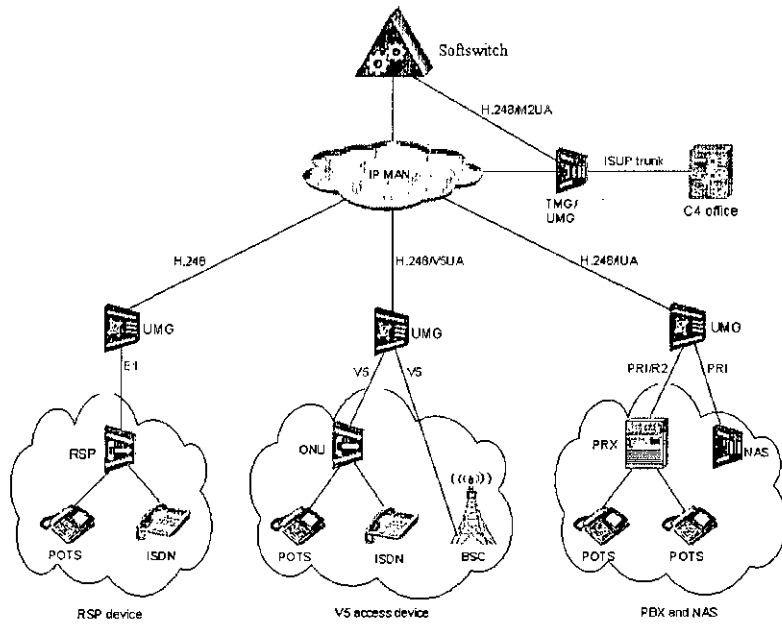 Softswitch
H.248/M2UA
IP MAN
ISUP trunk
TMG/
UMG
C4 office
H.248
H.248/V5UA
H.248/IUA
UMG
UMG
UMG
E1
V5
V5
PRI/R2
PRI
RSP
ONU
PRX
NAS
POTS
ISDN
POTS
ISDN
BSC
POTS
POTS
RSP device
V5 access device
PBX and NAS